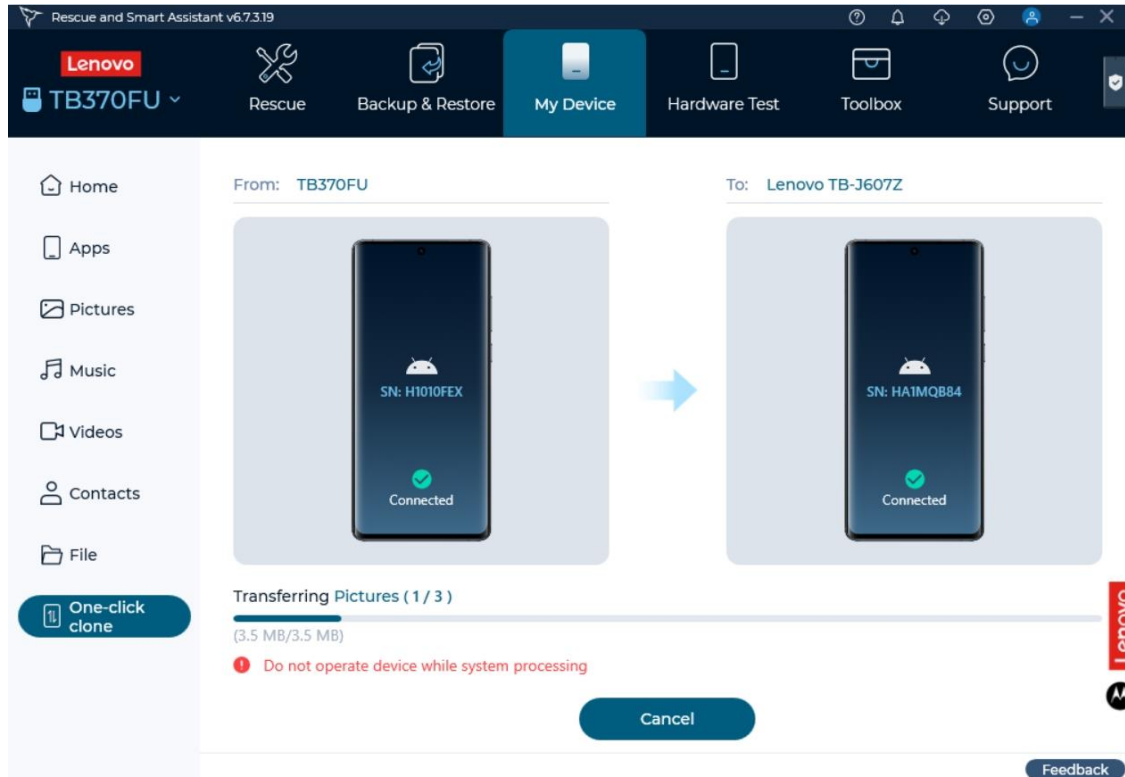 Rescue and Smart Assistant v6.7.3.19
Lenovo
TB370FU
Rescue
Backup & Restore
My Device
Hardware Test
Toolbox
Support
Home
Apps
Pictures
Music
Videos
Contacts
File
One-click
clone
From: TB370FU
To: Lenovo TB-J607Z
SN: H1010FEX
Connected
SN: HA1MQB84
Connected
Transferring Pictures ( 1 / 3 )
(3.5 MB/3.5 MB)
Do not operate device while system processing
Cancel
Lenovo
Feedback